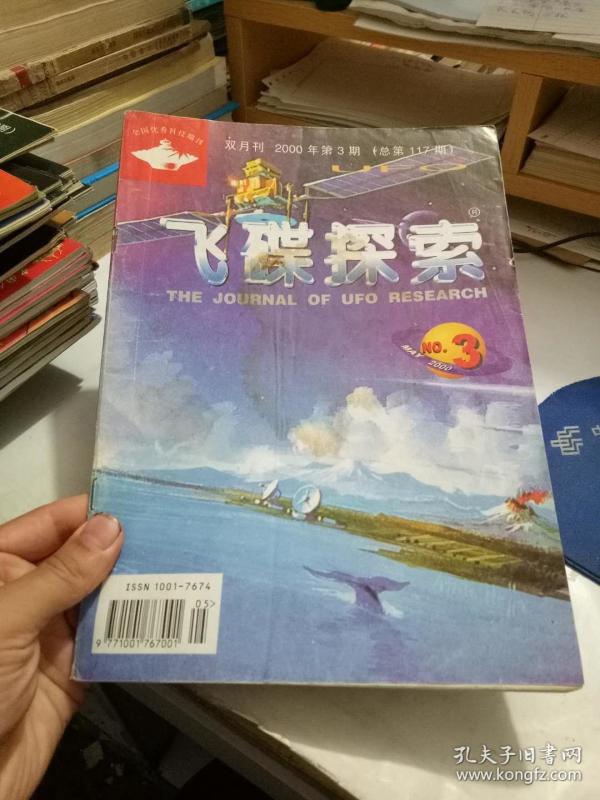 全国优秀科技期刊
双月刊 2000年第3期 (总第117期)
UFO
飞碟探索®
THE JOURNAL OF UFO RESEARCH
NO.3
MAY 2000
ISSN 1001-7674
05>
9 771001 767001
中
孔夫子旧书网
www.kongfz.com